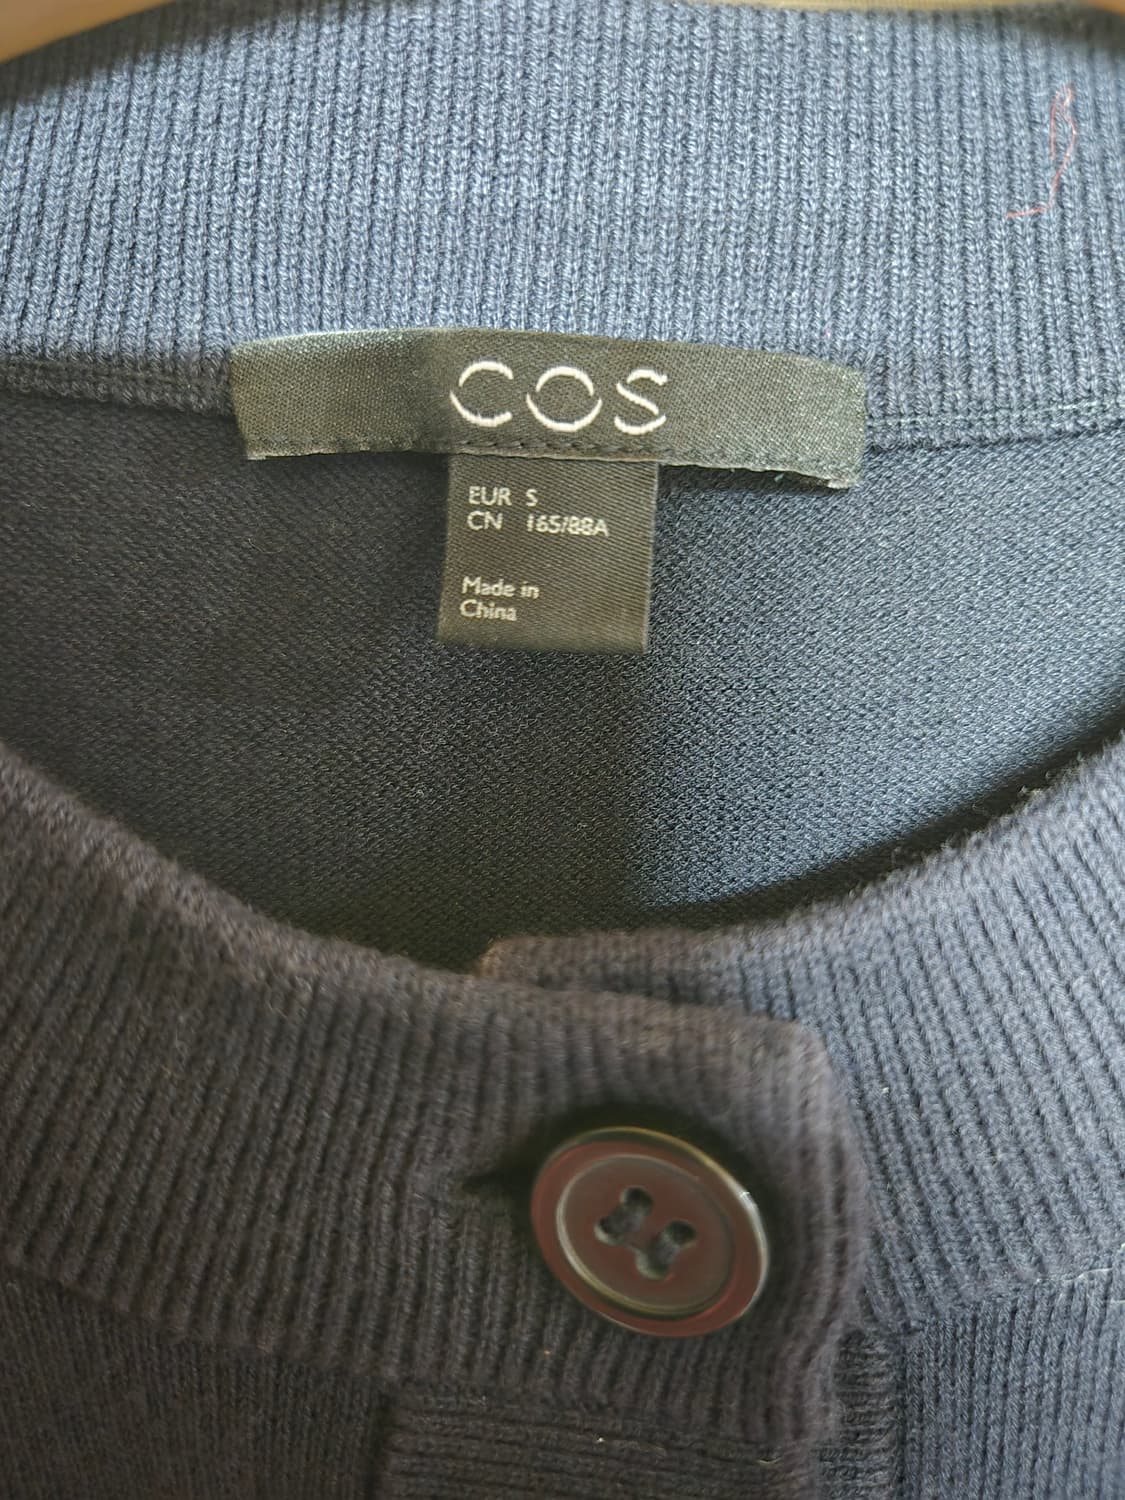 COS
EUR S
CN 165/88A
Made in
China